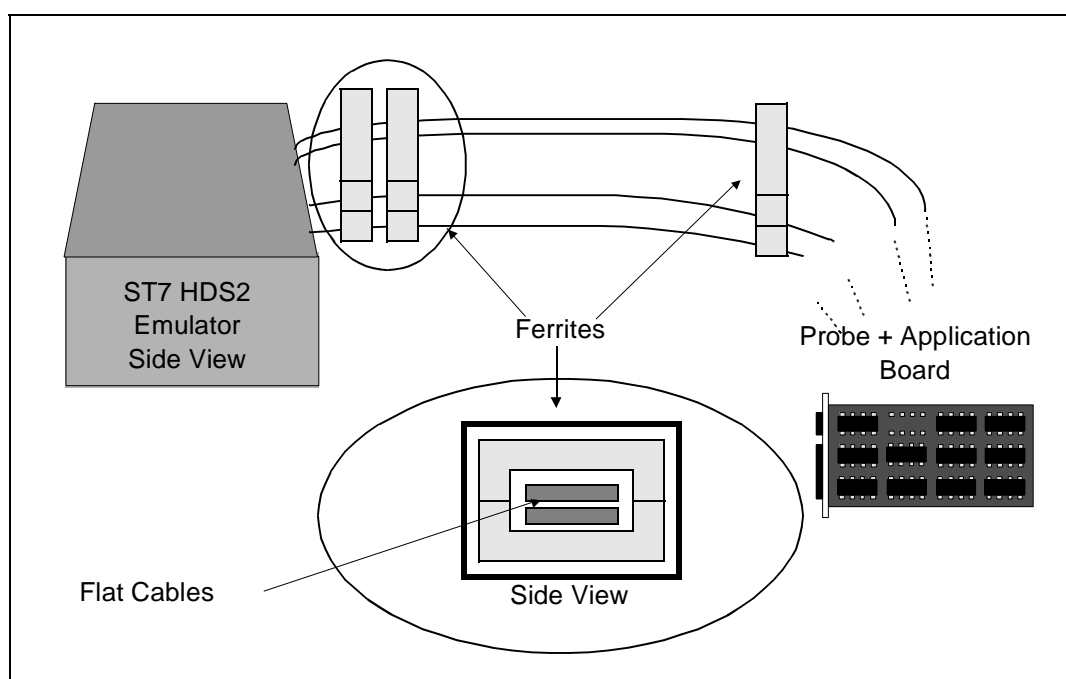 ST7 HDS2
Emulator
Side View
Ferrites
Probe + Application
Board
Flat Cables
Side View